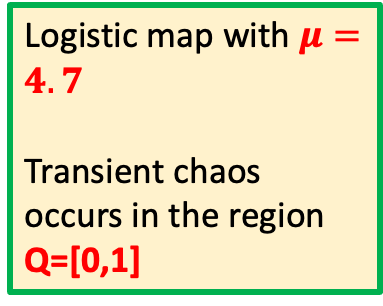 Logistic map with μ =
4.7
Transient chaos
occurs in the region
Q=[0,1]